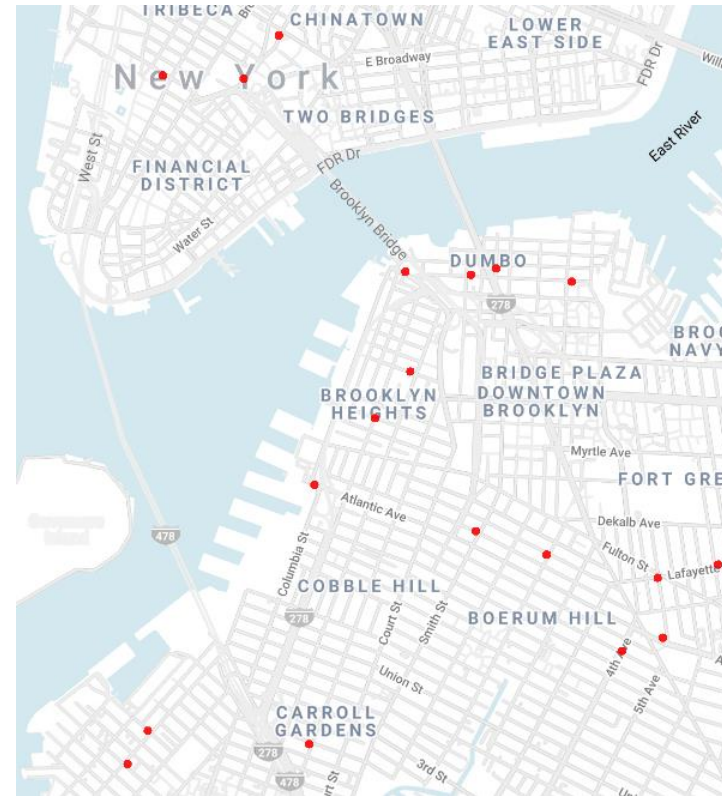 TRIBECA
CHINATOWN
LOWER
EAST SIDE
E Broadway
FDR Dr
New York
TWO BRIDGES
West St
FINANCIAL
DISTRICT
FDR Dr
East River
Water St
Brooklyn Bridge
DUMBO
278
BRIDGE PLAZA
DOWNTOWN
BROOKLYN
BROOKLYN
HEIGHTS
NAVY
Myrtle Ave
FORT GRE
Atlantic Ave
Dekalb Ave
478
Columbia St
Fulton St
Lafayette
COBBLE HILL
278
Court St
Smith St
BOERUM HILL
4th Ave
5th Ave
Union St
CARROLL
GARDENS
278
3rd St
478